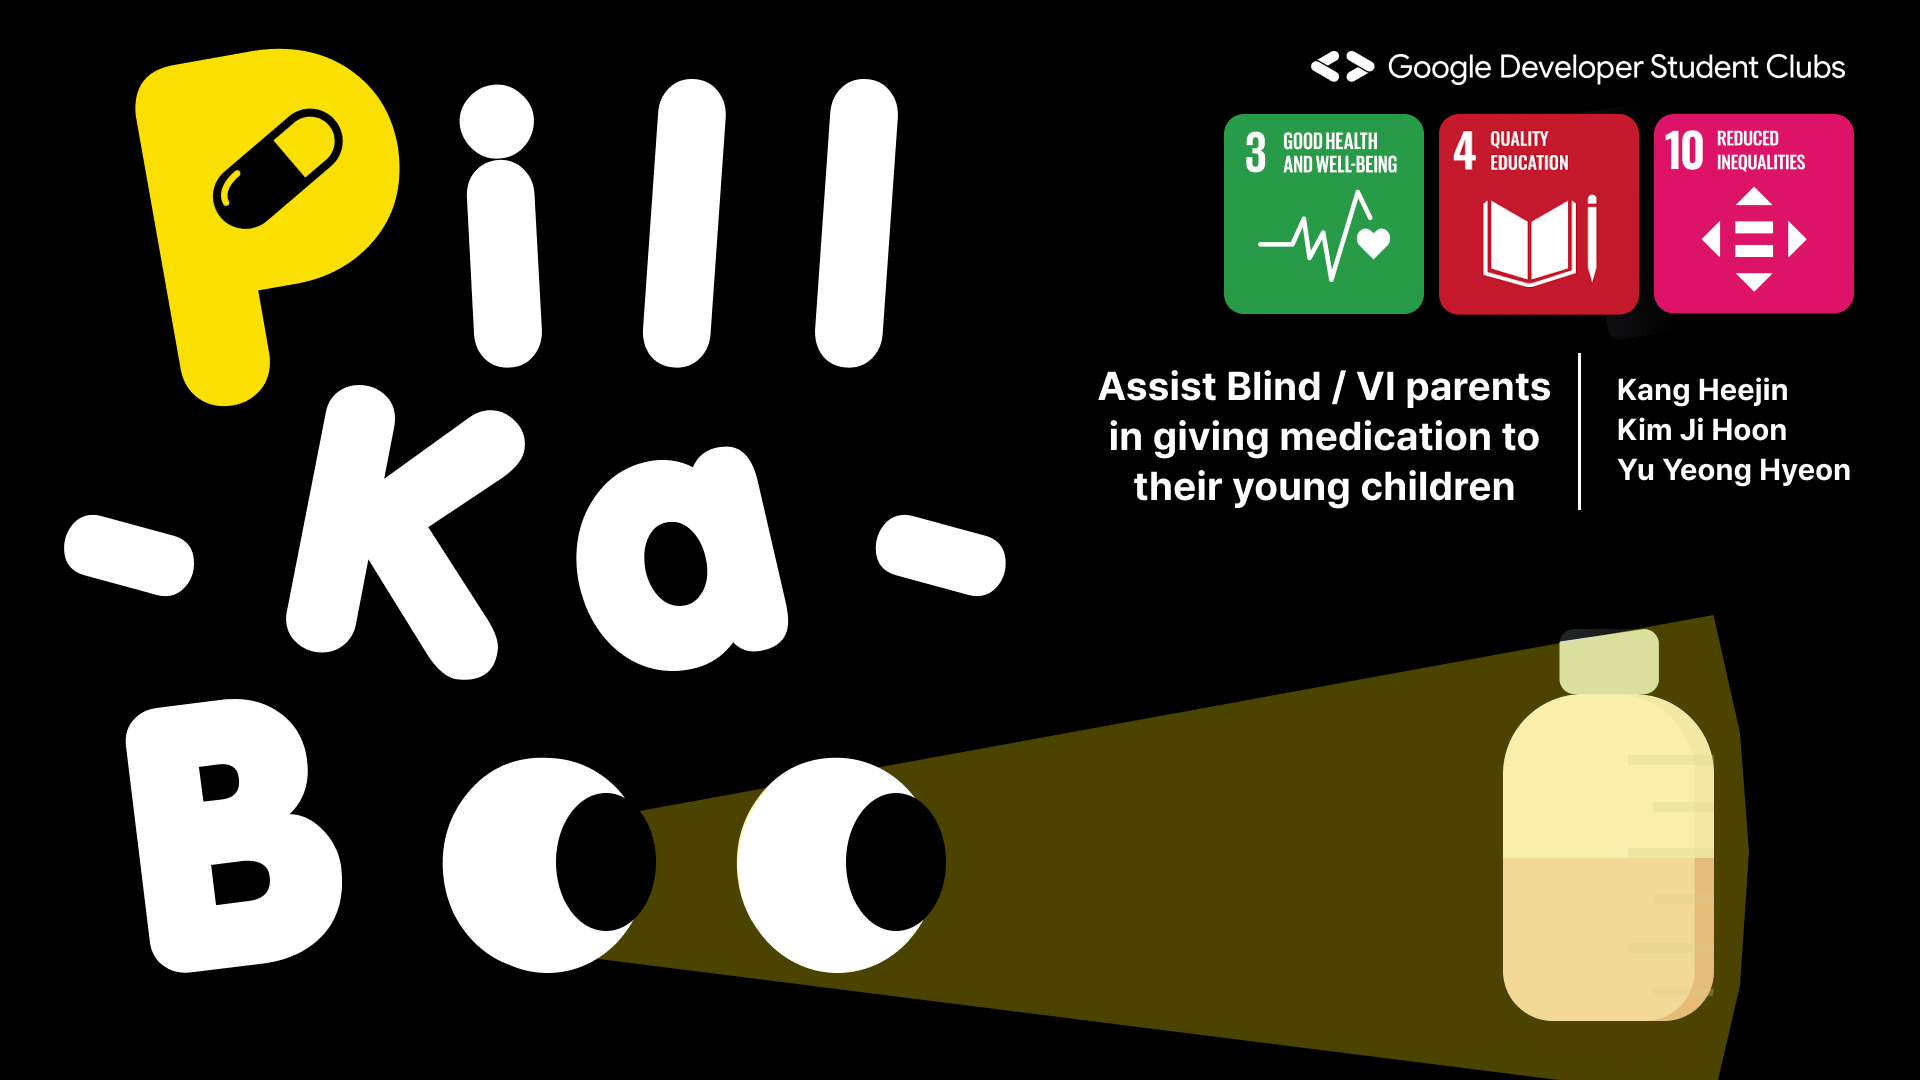 Pill
-Ka-
Boo
Google Developer Student Clubs
3 GOOD HEALTH
AND WELL-BEING
4 QUALITY
EDUCATION
10 REDUCED
INEQUALITIES
Assist Blind / VI parents
in giving medication to
their young children
Kang Heejin
Kim Ji Hoon
Yu Yeong Hyeon